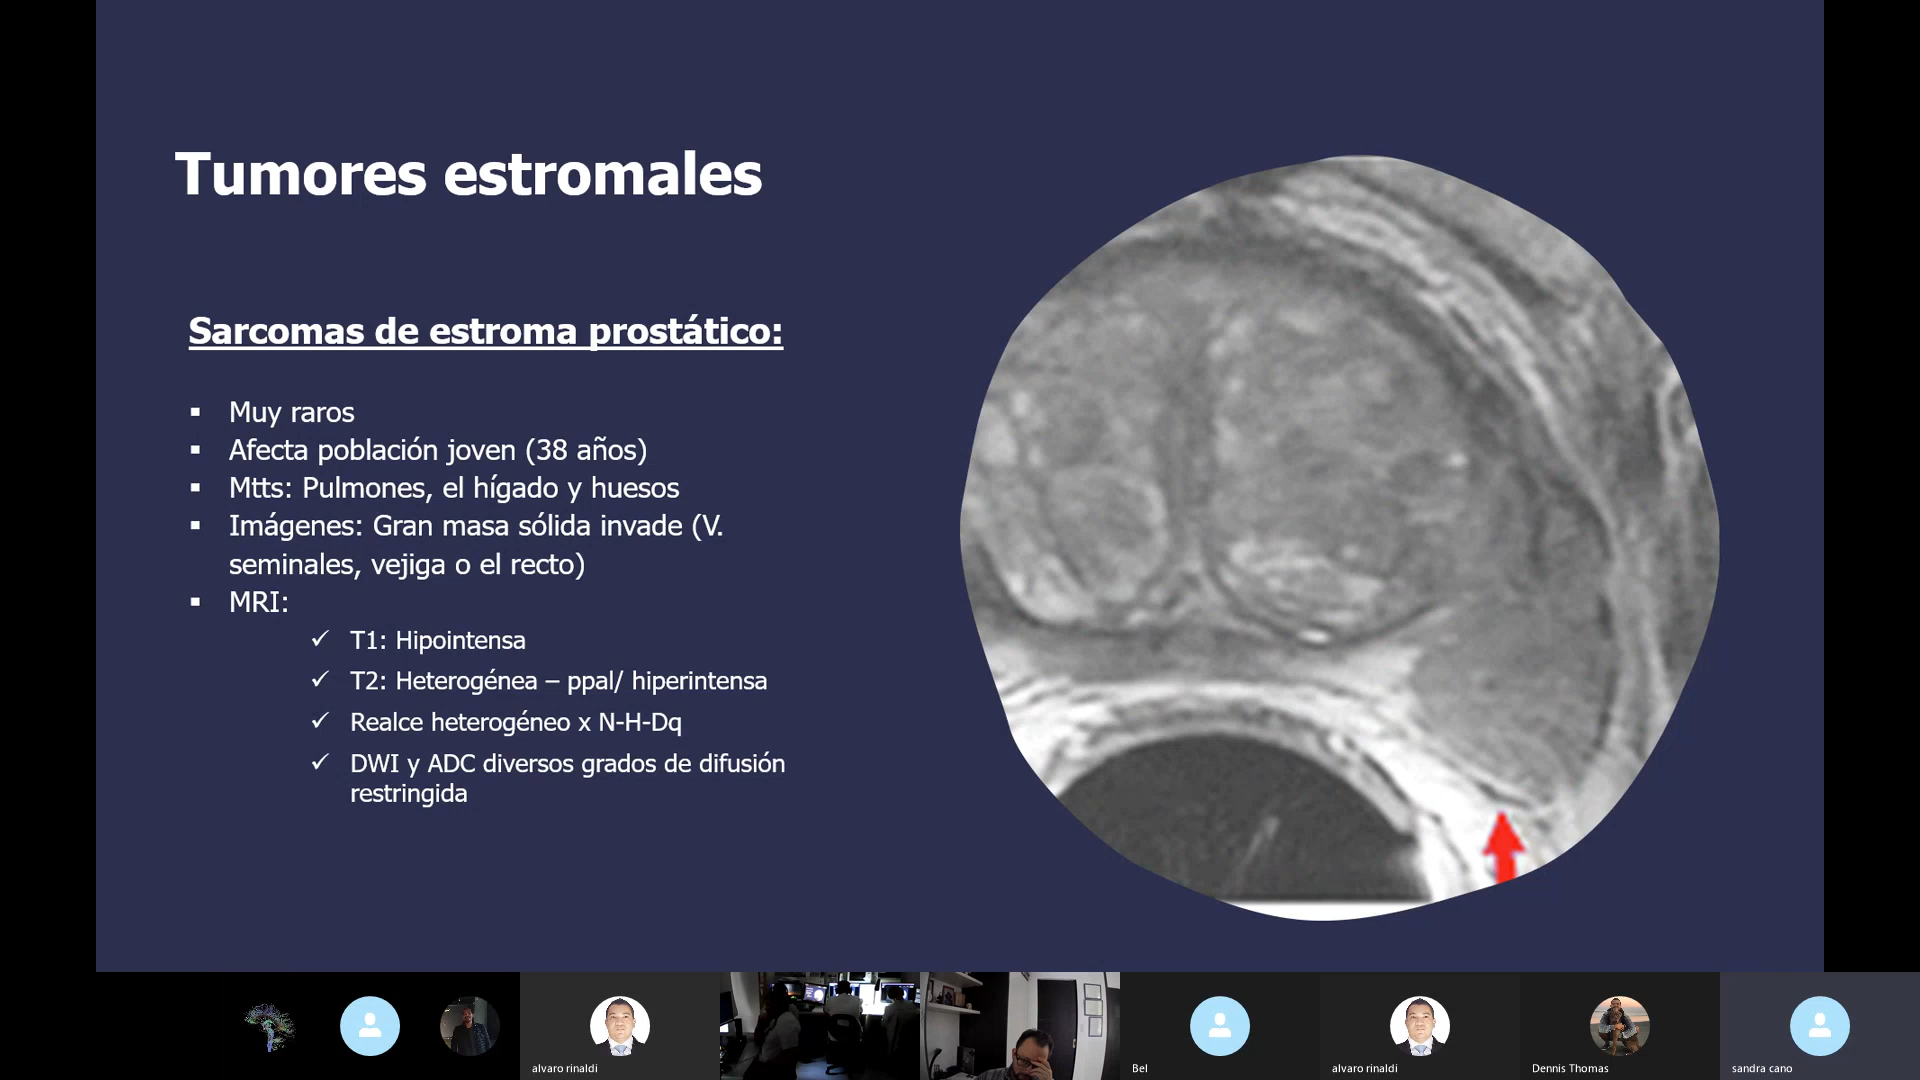 Tumores estromales
Sarcomas de estroma prostático:
▪ Muy raros
▪ Afecta población joven (38 años)
▪ Mtts: Pulmones, el hígado y huesos
▪ Imágenes: Gran masa sólida invade (V.
seminales, vejiga o el recto)
▪ MRI:
✓ T1: Hipointensa
✓ T2: Heterogénea – ppal/ hiperintensa
✓ Realce heterogéneo x N-H-Dq
✓ DWI y ADC diversos grados de difusión
restringida
alvaro rinaldi
Bel
alvaro rinaldi
Dennis Thomas
sandra cano